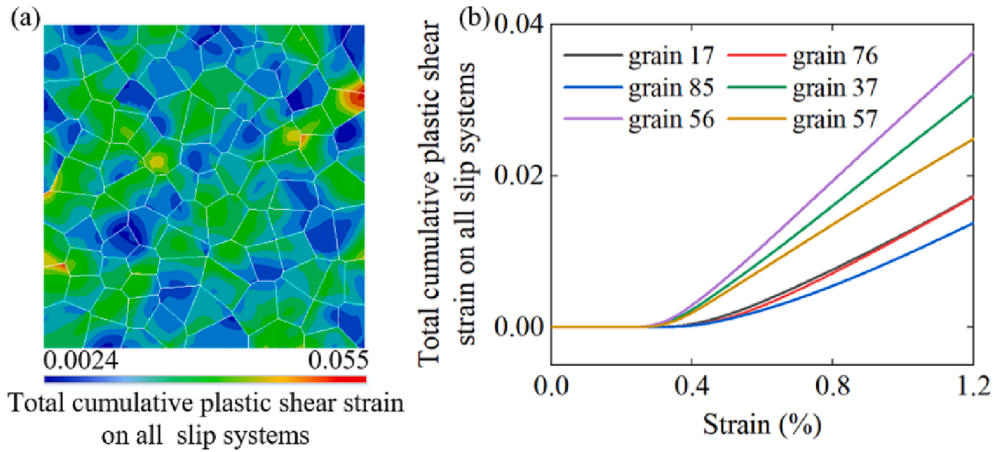 (a)
0.0024 0.055
Total cumulative plastic shear strain
on all slip systems
(b)
Total cumulative plastic shear
strain on all slip systems
0.04
0.02
0.00
grain 17 grain 76
grain 85 grain 37
grain 56 grain 57
0.0 0.4 0.8 1.2
Strain (%)